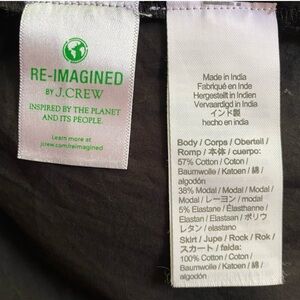 RE-IMAGINED
BY J.CREW
INSPIRED BY THE PLANET
AND ITS PEOPLE.
Learn more at
jcrew.com/reimagined
Made in India
Fabriqué en Inde
Hergestellt in Indien
Vervaardigd in India
インド製
hecho en india
Body / Corps / Oberteil /
Romp / 本体 / cuerpo:
57% Cotton / Coton /
Baumwolle / Katoen / 綿 /
algodón
38% Modal / Modal / Modal /
Modal / レーヨン / modal
5% Elastane / Élasthanne /
Elastan / Elastaan / ポリウ
レタン / elastano
Skirt / Jupe / Rock / Rok /
スカート / falda:
100% Cotton / Coton /
Baumwolle / Katoen / 綿 /
algodón